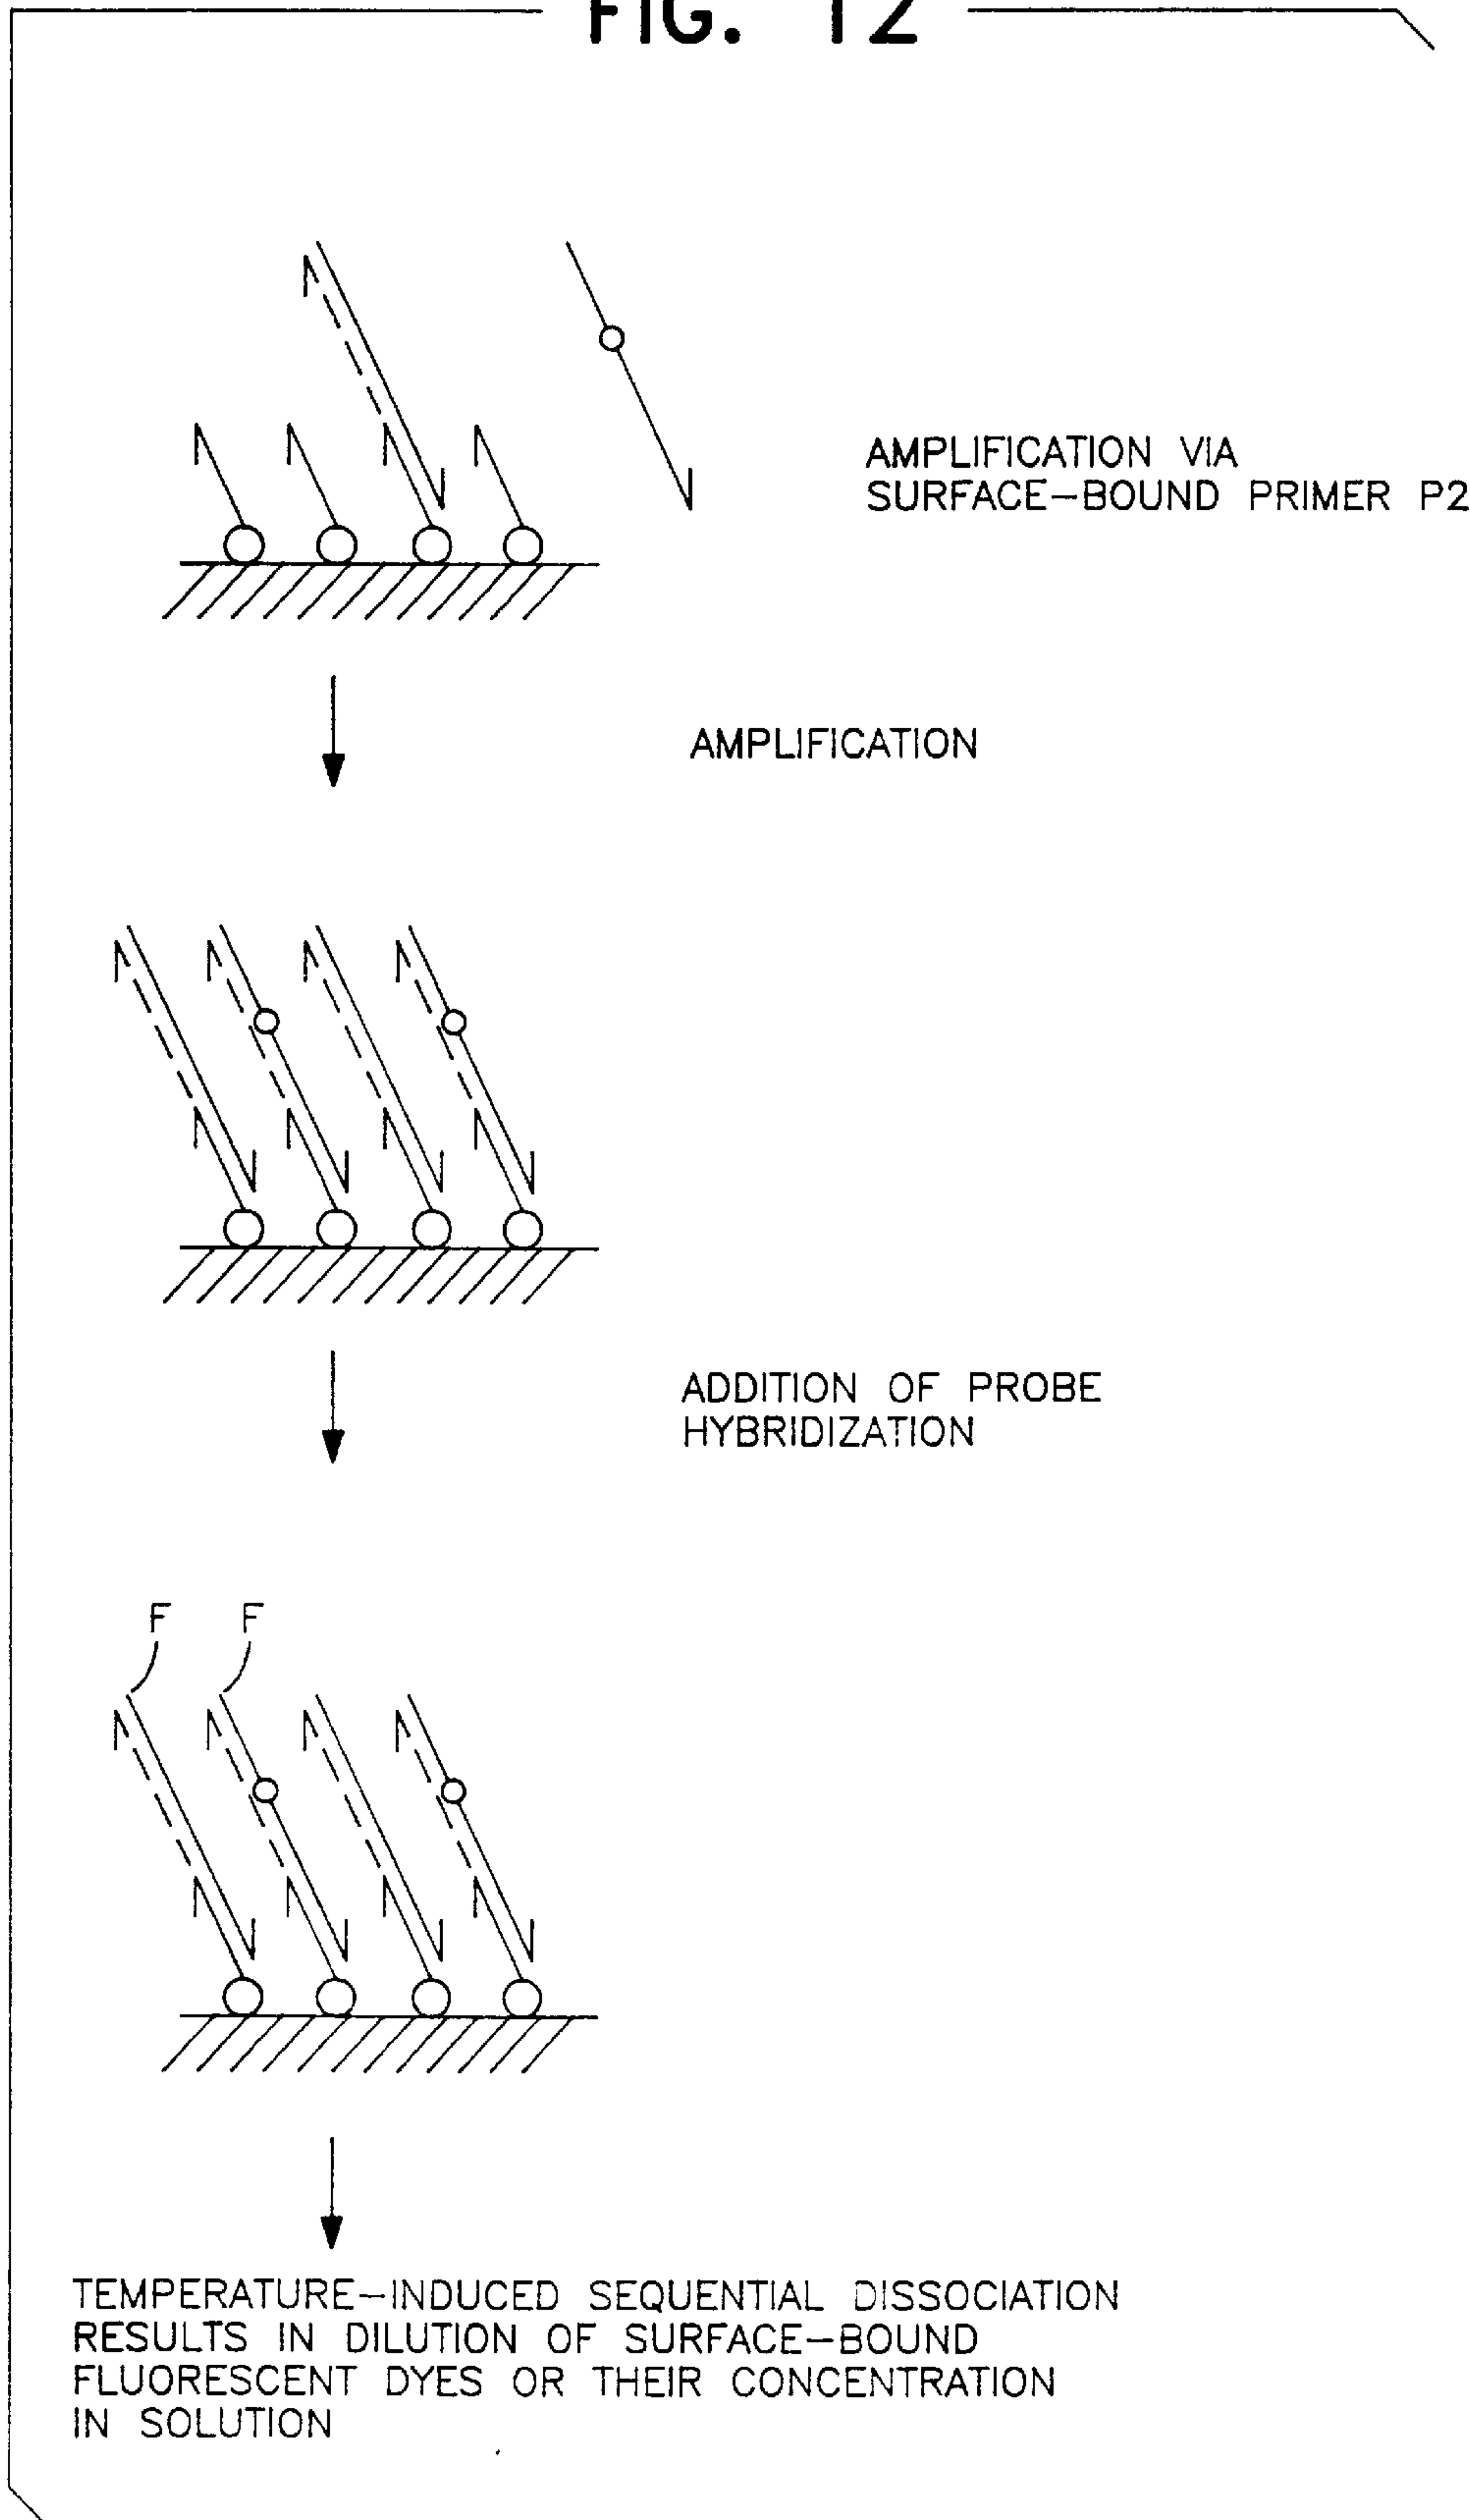 FIG. 12
AMPLIFICATION VIA
SURFACE-BOUND PRIMER P2
AMPLIFICATION
ADDITION OF PROBE
HYBRIDIZATION
F F
TEMPERATURE-INDUCED SEQUENTIAL DISSOCIATION
RESULTS IN DILUTION OF SURFACE-BOUND
FLUORESCENT DYES OR THEIR CONCENTRATION
IN SOLUTION